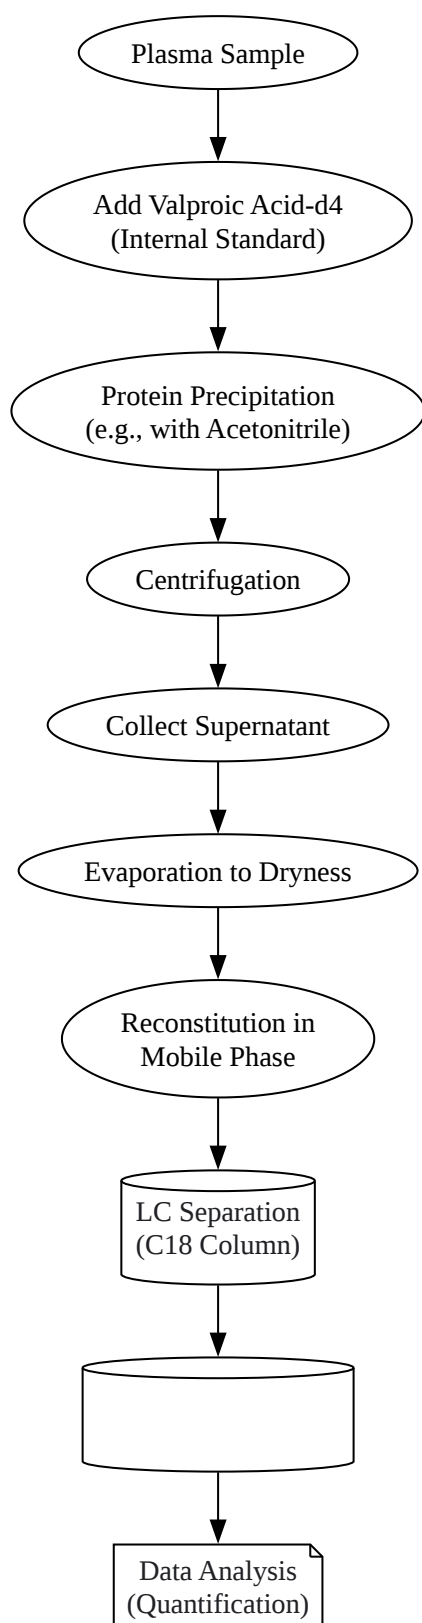 Plasma Sample
Add Valproic Acid-d4
(Internal Standard)
Protein Precipitation
(e.g., with Acetonitrile)
Centrifugation
Collect Supernatant
Evaporation to Dryness
Reconstitution in
Mobile Phase
LC Separation
(C18 Column)
Data Analysis
(Quantification)